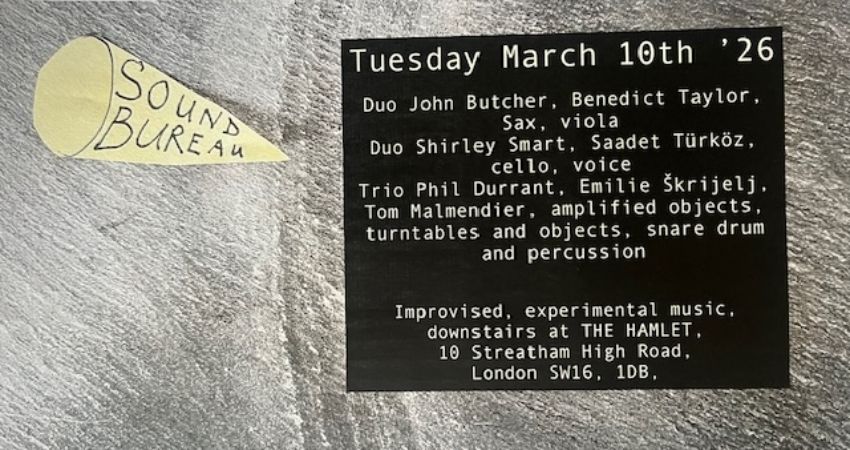 SOUND
BUREAU
Tuesday March 10th ’26
Duo John Butcher, Benedict Taylor,
Sax, viola
Duo Shirley Smart, Saadet Türköz,
cello, voice
Trio Phil Durrant, Emilie Škrijelj,
Tom Malmendier, amplified objects,
turntables and objects, snare drum
and percussion
Improvised, experimental music,
downstairs at THE HAMLET,
10 Streatham High Road,
London SW16, 1DB,